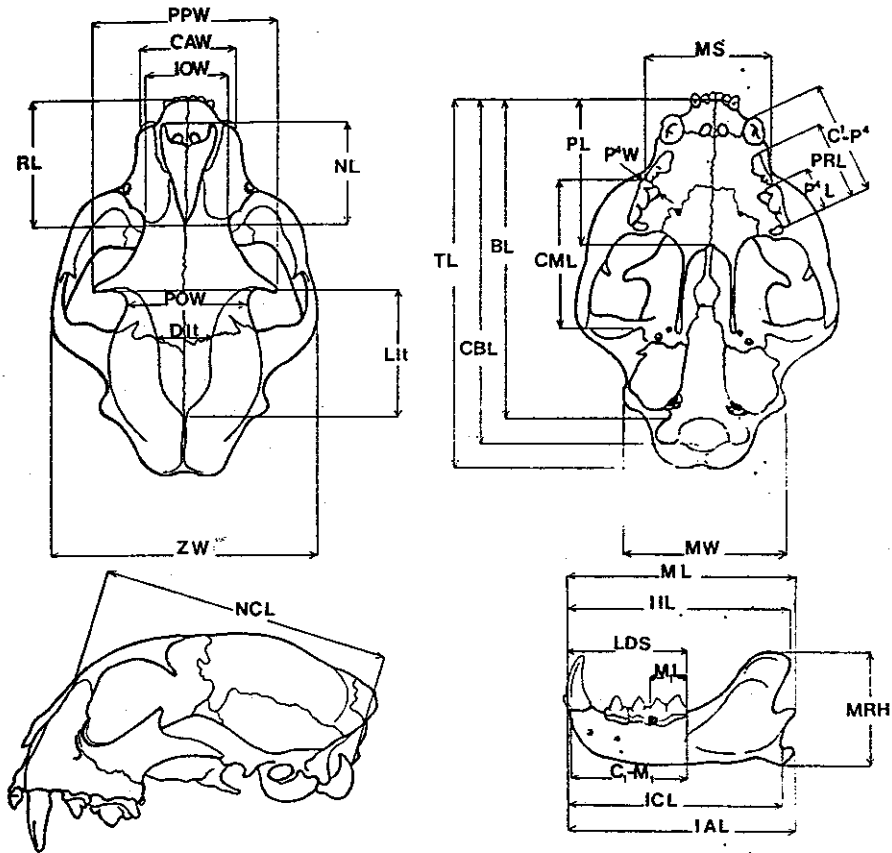 PPW
CAW
IOW
RL
NL
POW
DIt
LIt
ZW
MS
PL
P⁴W
C¹-P⁴
PRL
P⁴L
TL
BL
CML
CBL
MW
NCL
ML
IIL
LDS
M1
MRH
C₁-M₁
ICL
IAL